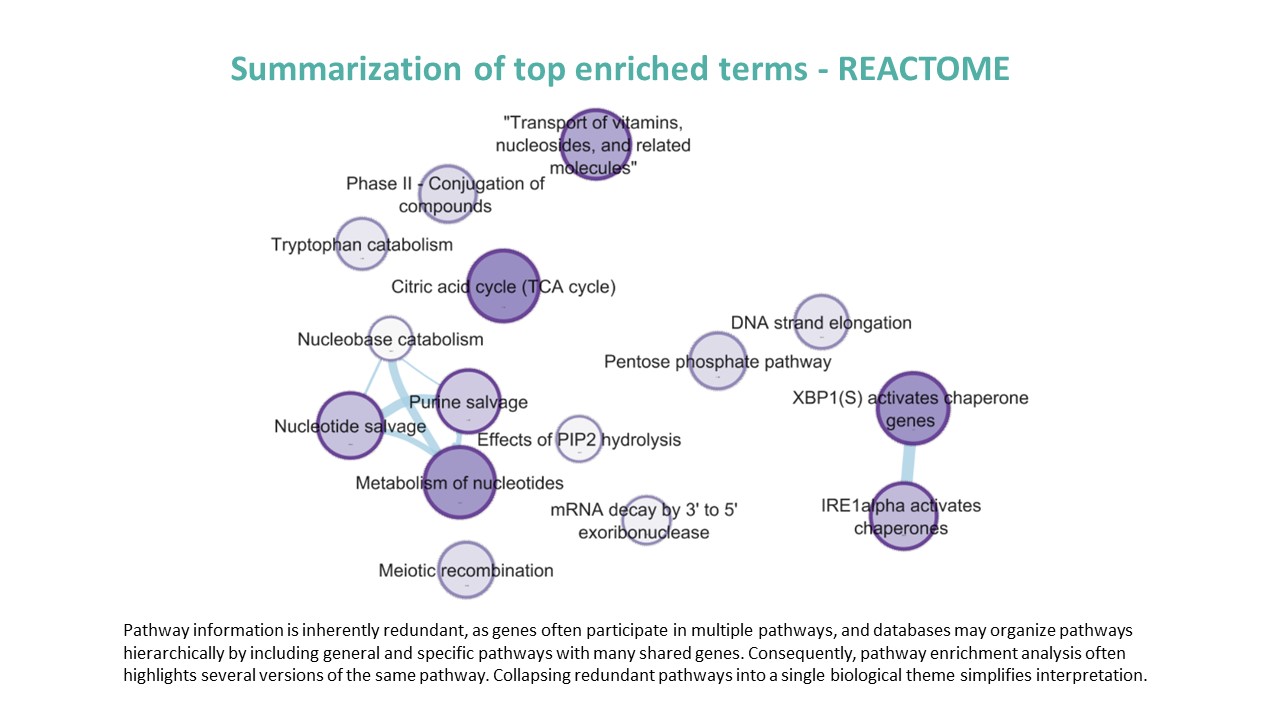 Summarization of top enriched terms - REACTOME
"Transport of vitamins,
nucleosides, and related
molecules"
Phase II - Conjugation of
compounds
Tryptophan catabolism
Citric acid cycle (TCA cycle)
DNA strand elongation
Nucleobase catabolism
Pentose phosphate pathway
XBP1(S) activates chaperone
genes
Purine salvage
Nucleotide salvage
Effects of PIP2 hydrolysis
Metabolism of nucleotides
IRE1alpha activates
chaperones
mRNA decay by 3' to 5'
exoribonuclease
Meiotic recombination
Pathway information is inherently redundant, as genes often participate in multiple pathways, and databases may organize pathways
hierarchically by including general and specific pathways with many shared genes. Consequently, pathway enrichment analysis often
highlights several versions of the same pathway. Collapsing redundant pathways into a single biological theme simplifies interpretation.